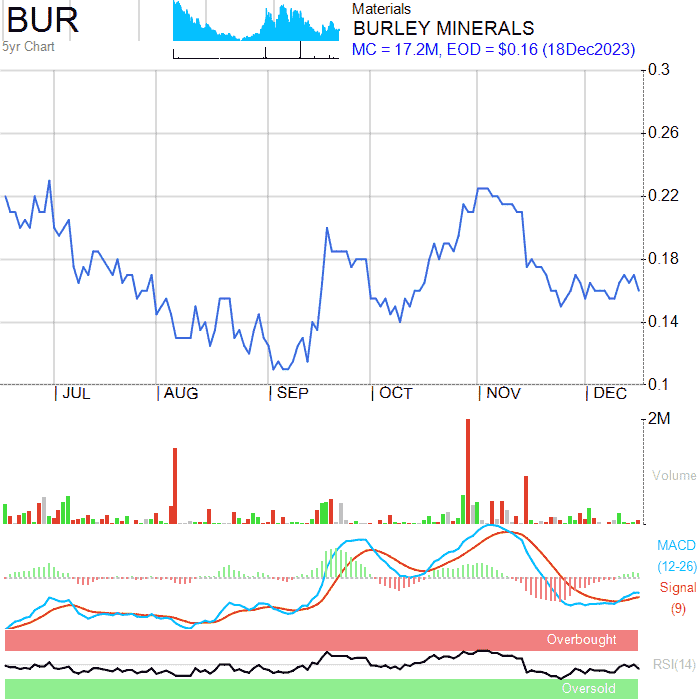 BUR
5yr Chart
Materials
BURLEY MINERALS
MC = 17.2M, EOD = $0.16 (18Dec2023)
0.3
0.26
0.22
0.18
0.14
0.1
JUL
AUG
SEP
OCT
NOV
DEC
2M
Volume
MACD
(12-26)
Signal
(9)
Overbought
RSI(14)
Oversold